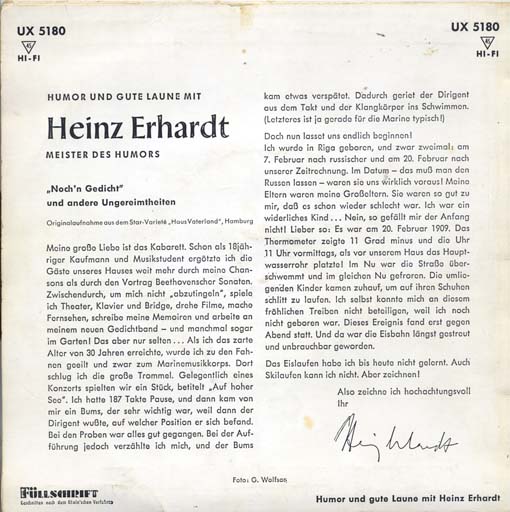 UX 5180
45
HI-FI
UX 5180
45
HI-FI
HUMOR UND GUTE LAUNE MIT
Heinz Erhardt
MEISTER DES HUMORS
„Noch'n Gedicht"
und andere Ungereimtheiten
Originalaufnahme aus dem Star-Varieté „Haus Vaterland", Hamburg
Meine große Liebe ist das Kabarett. Schon als 18jäh-
riger Kaufmann und Musikstudent ergötzte ich die
Gäste unseres Hauses weit mehr durch meine Chan-
sons als durch den Vortrag Beethovenscher Sonaten.
Zwischendurch, um mich nicht „abzutingeln", spiele
ich Theater, Klavier und Bridge, drehe Filme, mache
Fernsehen, schreibe meine Memoiren und arbeite an
meinem neuen Gedichtband – und manchmal sogar
im Garten! Das aber nur selten... Als ich das zarte
Alter von 30 Jahren erreichte, wurde ich zu den Fah-
nen geeilt und zwar zum Marinemusikkorps. Dort
schlug ich die große Trommel. Gelegentlich eines
Konzerts spielten wir ein Stück, betitelt „Auf hoher
See". Ich hatte 187 Takte Pause, und dann kam von
mir ein Bums, der sehr wichtig war, weil dann der
Dirigent wußte, auf welcher Position er sich befand.
Bei den Proben war alles gut gegangen. Bei der Auf-
führung jedoch verzählte ich mich, und der Bums
kam etwas verspätet. Dadurch geriet der Dirigent
aus dem Takt und der Klangkörper ins Schwimmen.
(Letzteres ist ja gerade für die Marine typisch!)
Doch nun lasset uns endlich beginnen!
Ich wurde in Riga geboren, und zwar zweimal: am
7. Februar nach russischer und am 20. Februar nach
unserer Zeitrechnung. Im Datum – das muß man den
Russen lassen – waren sie uns wirklich voraus! Meine
Eltern waren meine Großeltern. Sie waren so gut zu
mir, daß es schon wieder schlecht war. Ich war ein
widerliches Kind... Nein, so gefällt mir der Anfang
nicht! Lieber so: Es war am 20. Februar 1909. Das
Thermometer zeigte 11 Grad minus und die Uhr
11 Uhr vormittags, als vor unserem Haus das Haupt-
wasserrohr platzte! Im Nu war die Straße über-
schwemmt und im gleichen Nu gefroren. Die umlie-
genden Kinder kamen zuhauf, um auf ihren Schuhen
schlitt zu laufen. Ich selbst konnte mich an diesem
fröhlichen Treiben nicht beteiligen, weil ich noch
nicht geboren war. Dieses Ereignis fand erst gegen
Abend statt. Und da war die Eisbahn längst gestreut
und unbrauchbar geworden.
Das Eislaufen habe ich bis heute nicht gelernt. Auch
Skilaufen kann ich nicht. Aber zeichnen!
Also zeichne ich hochachtungsvoll
Ihr
Heinz Erhardt
Foto: G. Wolfson
FÜLLSCHRIFT
Geschnitten nach dem Rhein'schen Verfahren
Humor und gute Laune mit Heinz Erhardt